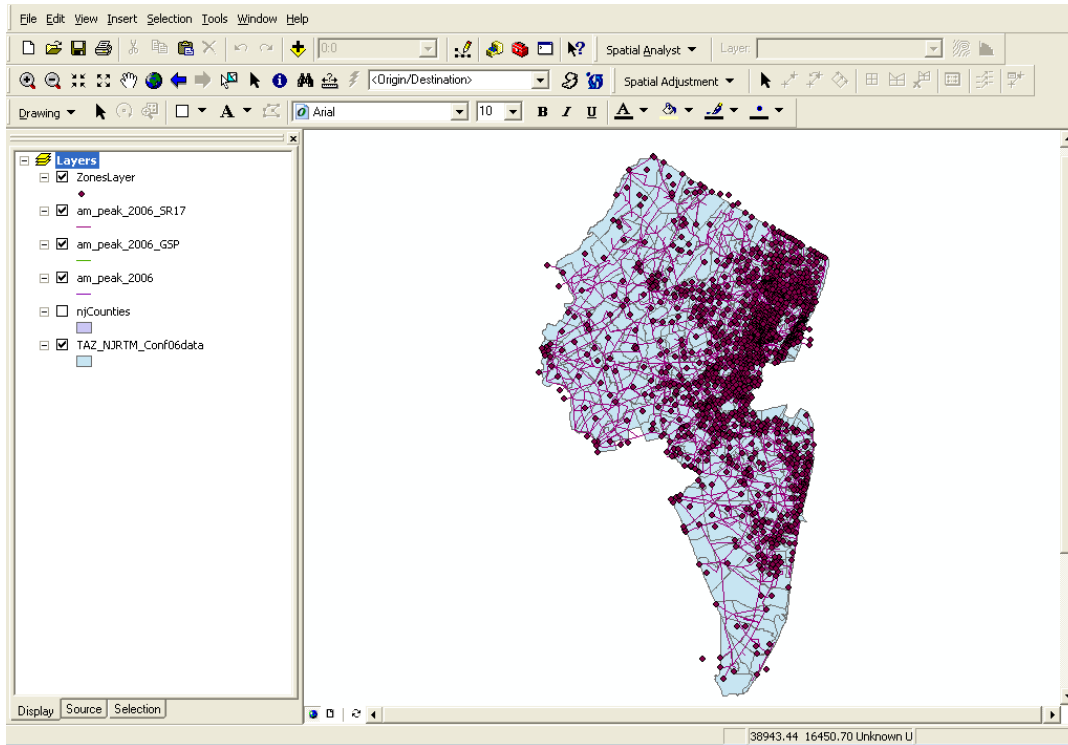 File Edit View Insert Selection Tools Window Help
0:0 Spatial Analyst Layer:
<Origin/Destination> Spatial Adjustment
Drawing A Arial 10 B I U A
Layers
ZonesLayer
am_peak_2006_SR17
am_peak_2006_GSP
am_peak_2006
njCounties
TAZ_NJRTM_Conf06data
Display Source Selection
38943.44 16450.70 Unknown U